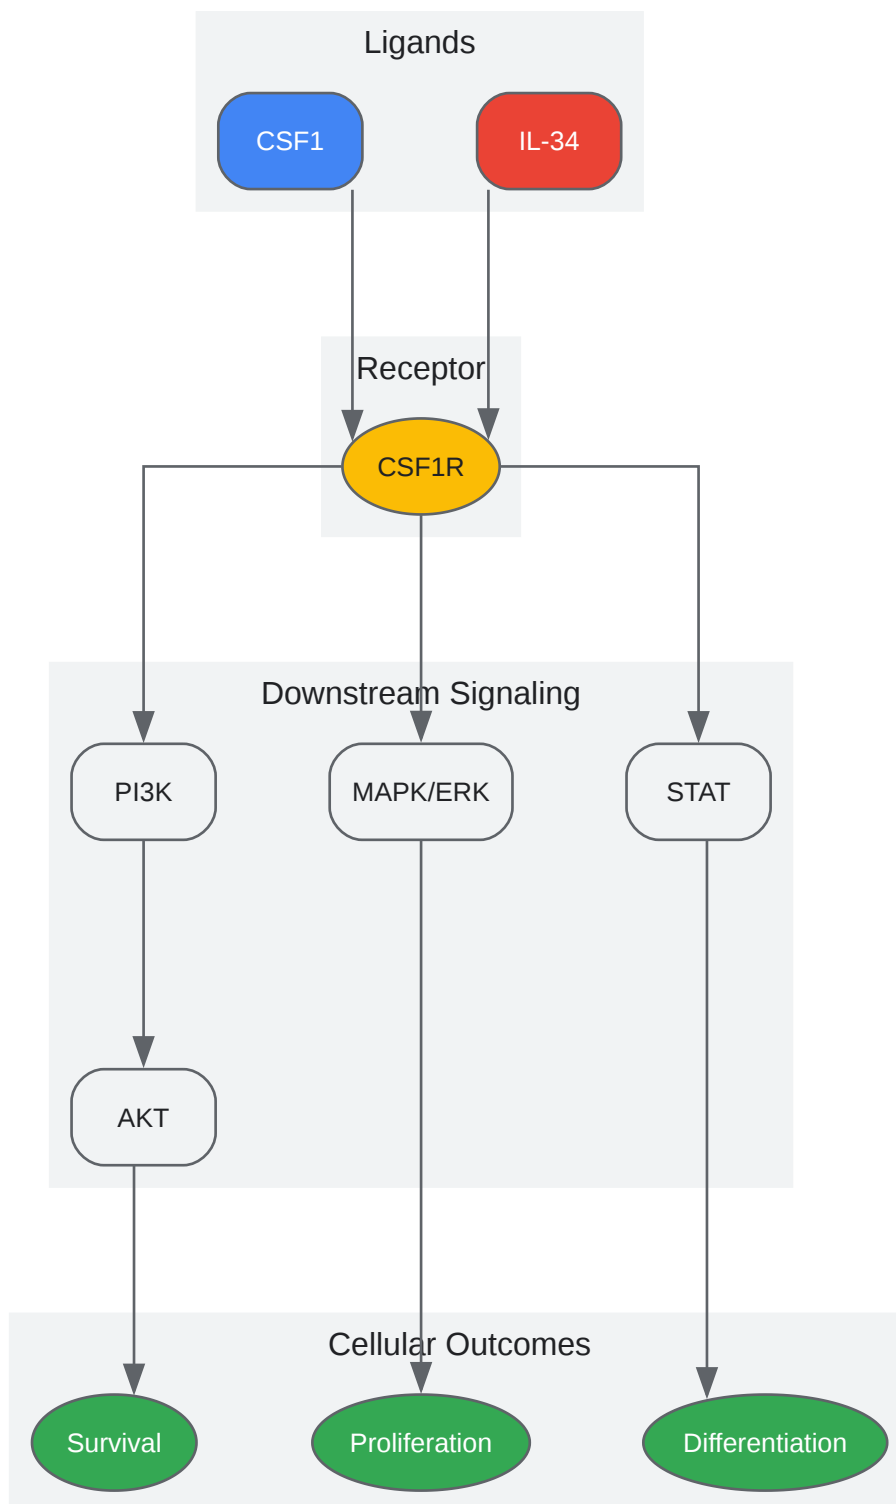 Ligands
CSF1
IL-34
Receptor
CSF1R
Downstream Signaling
PI3K
MAPK/ERK
STAT
AKT
Cellular Outcomes
Survival
Proliferation
Differentiation